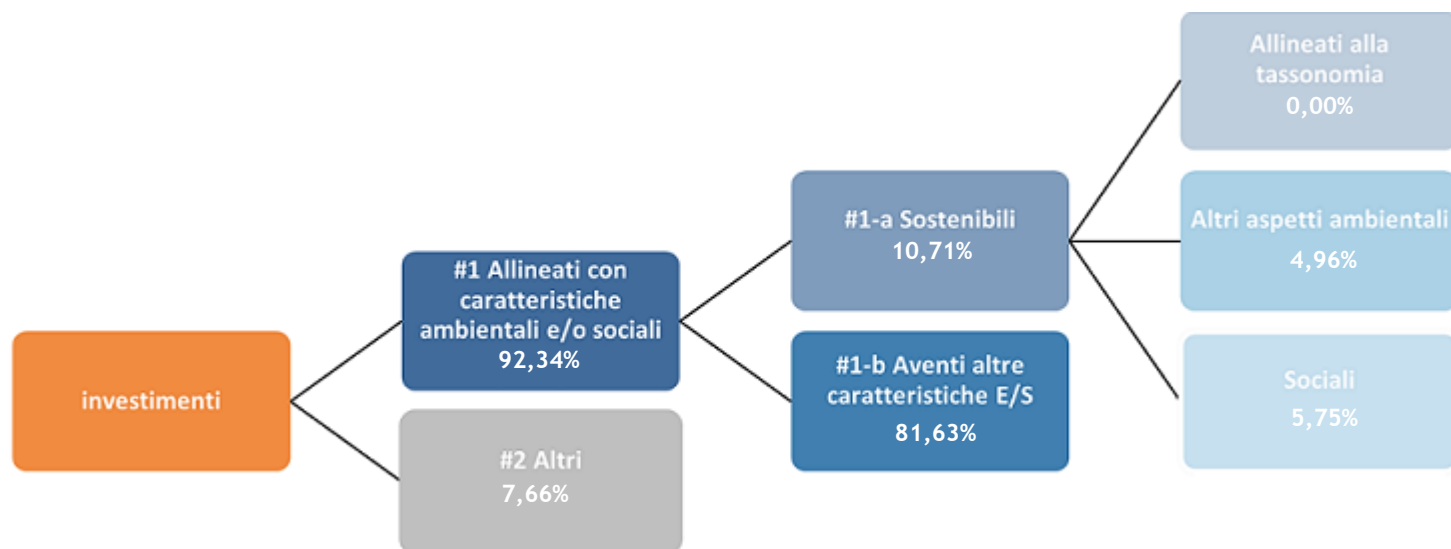 investimenti
#1 Allineati con
caratteristiche
ambientali e/o sociali
92,34%
#2 Altri
7,66%
#1-a Sostenibili
10,71%
#1-b Aventi altre
caratteristiche E/S
81,63%
Allineati alla
tassonomia
0,00%
Altri aspetti ambientali
4,96%
Sociali
5,75%